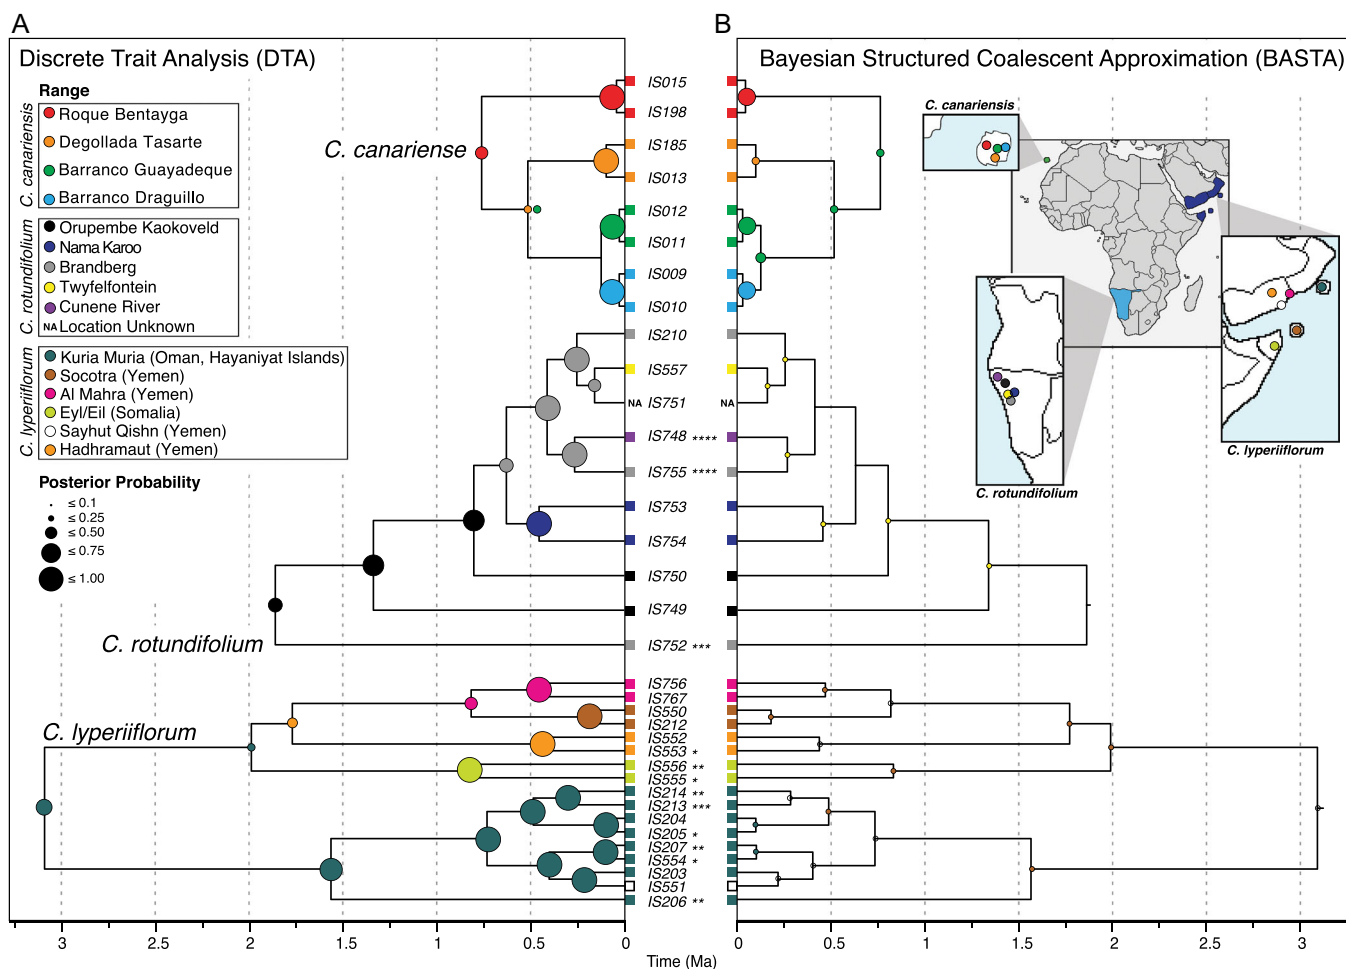 A
B
Discrete Trait Analysis (DTA)
Bayesian Structured Coalescent Approximation (BASTA)
Range
C. canariensis
Roque Bentayga
Degollada Tasarte
Barranco Guayadeque
Barranco Draguillo
C. rotundifolium
Orupembe Kaokoveld
Nama Karoo
Brandberg
Twyfelfontein
Cunene River
NA Location Unknown
C. lyperiiflorum
Kuria Muria (Oman, Hayaniyat Islands)
Socotra (Yemen)
Al Mahra (Yemen)
Eyl/Eil (Somalia)
Sayhut Qishn (Yemen)
Hadhramaut (Yemen)
Posterior Probability
≤ 0.1
≤ 0.25
≤ 0.50
≤ 0.75
≤ 1.00
C. canariense
C. rotundifolium
C. lyperiiflorum
IS015
IS198
IS185
IS013
IS012
IS011
IS009
IS010
IS210
IS557
NA IS751 NA
IS748 ****
IS755 ****
IS753
IS754
IS750
IS749
IS752 ***
IS756
IS767
IS550
IS212
IS552
IS553 *
IS556 **
IS555 *
IS214 **
IS213 ***
IS204
IS205 *
IS207 **
IS554 *
IS203
IS551
IS206 **
C. canariensis
C. rotundifolium
C. lyperiiflorum
3 2.5 2 1.5 1 0.5 0
0 0.5 1 1.5 2 2.5 3
Time (Ma)